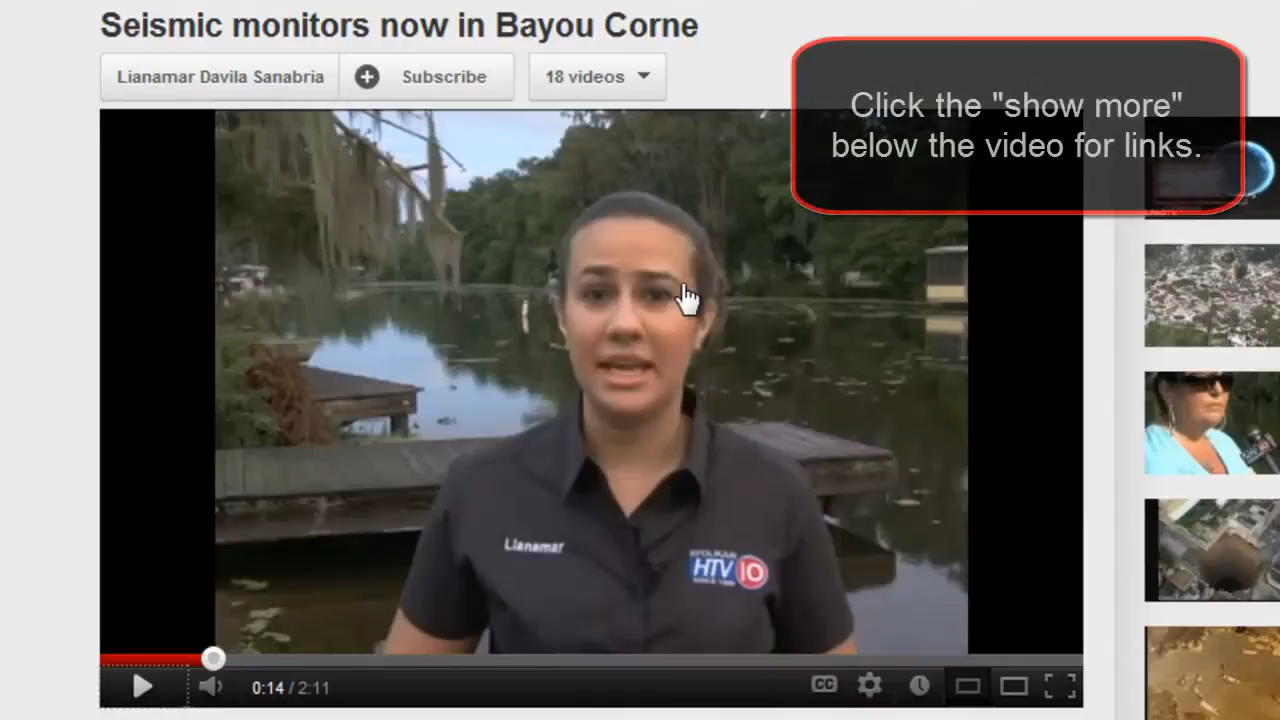 Seismic monitors now in Bayou Corne
Lianamar Davila Sanabria
Subscribe
18 videos
Click the "show more"
below the video for links.
Lianamar
HTV 10
0:14 / 2:11
CC